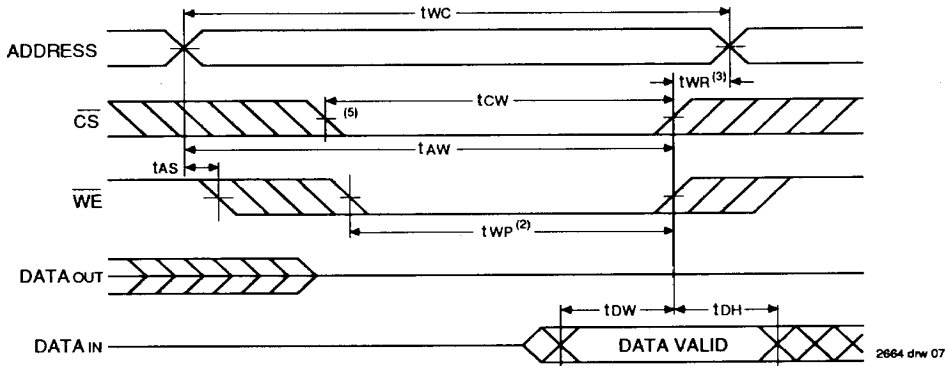 tWC
ADDRESS
tWR(3)
tCW
(5)
CS
tAW
tAS
WE
tWP(2)
DATA OUT
tDW
tDH
DATA IN
DATA VALID
2664 drw 07